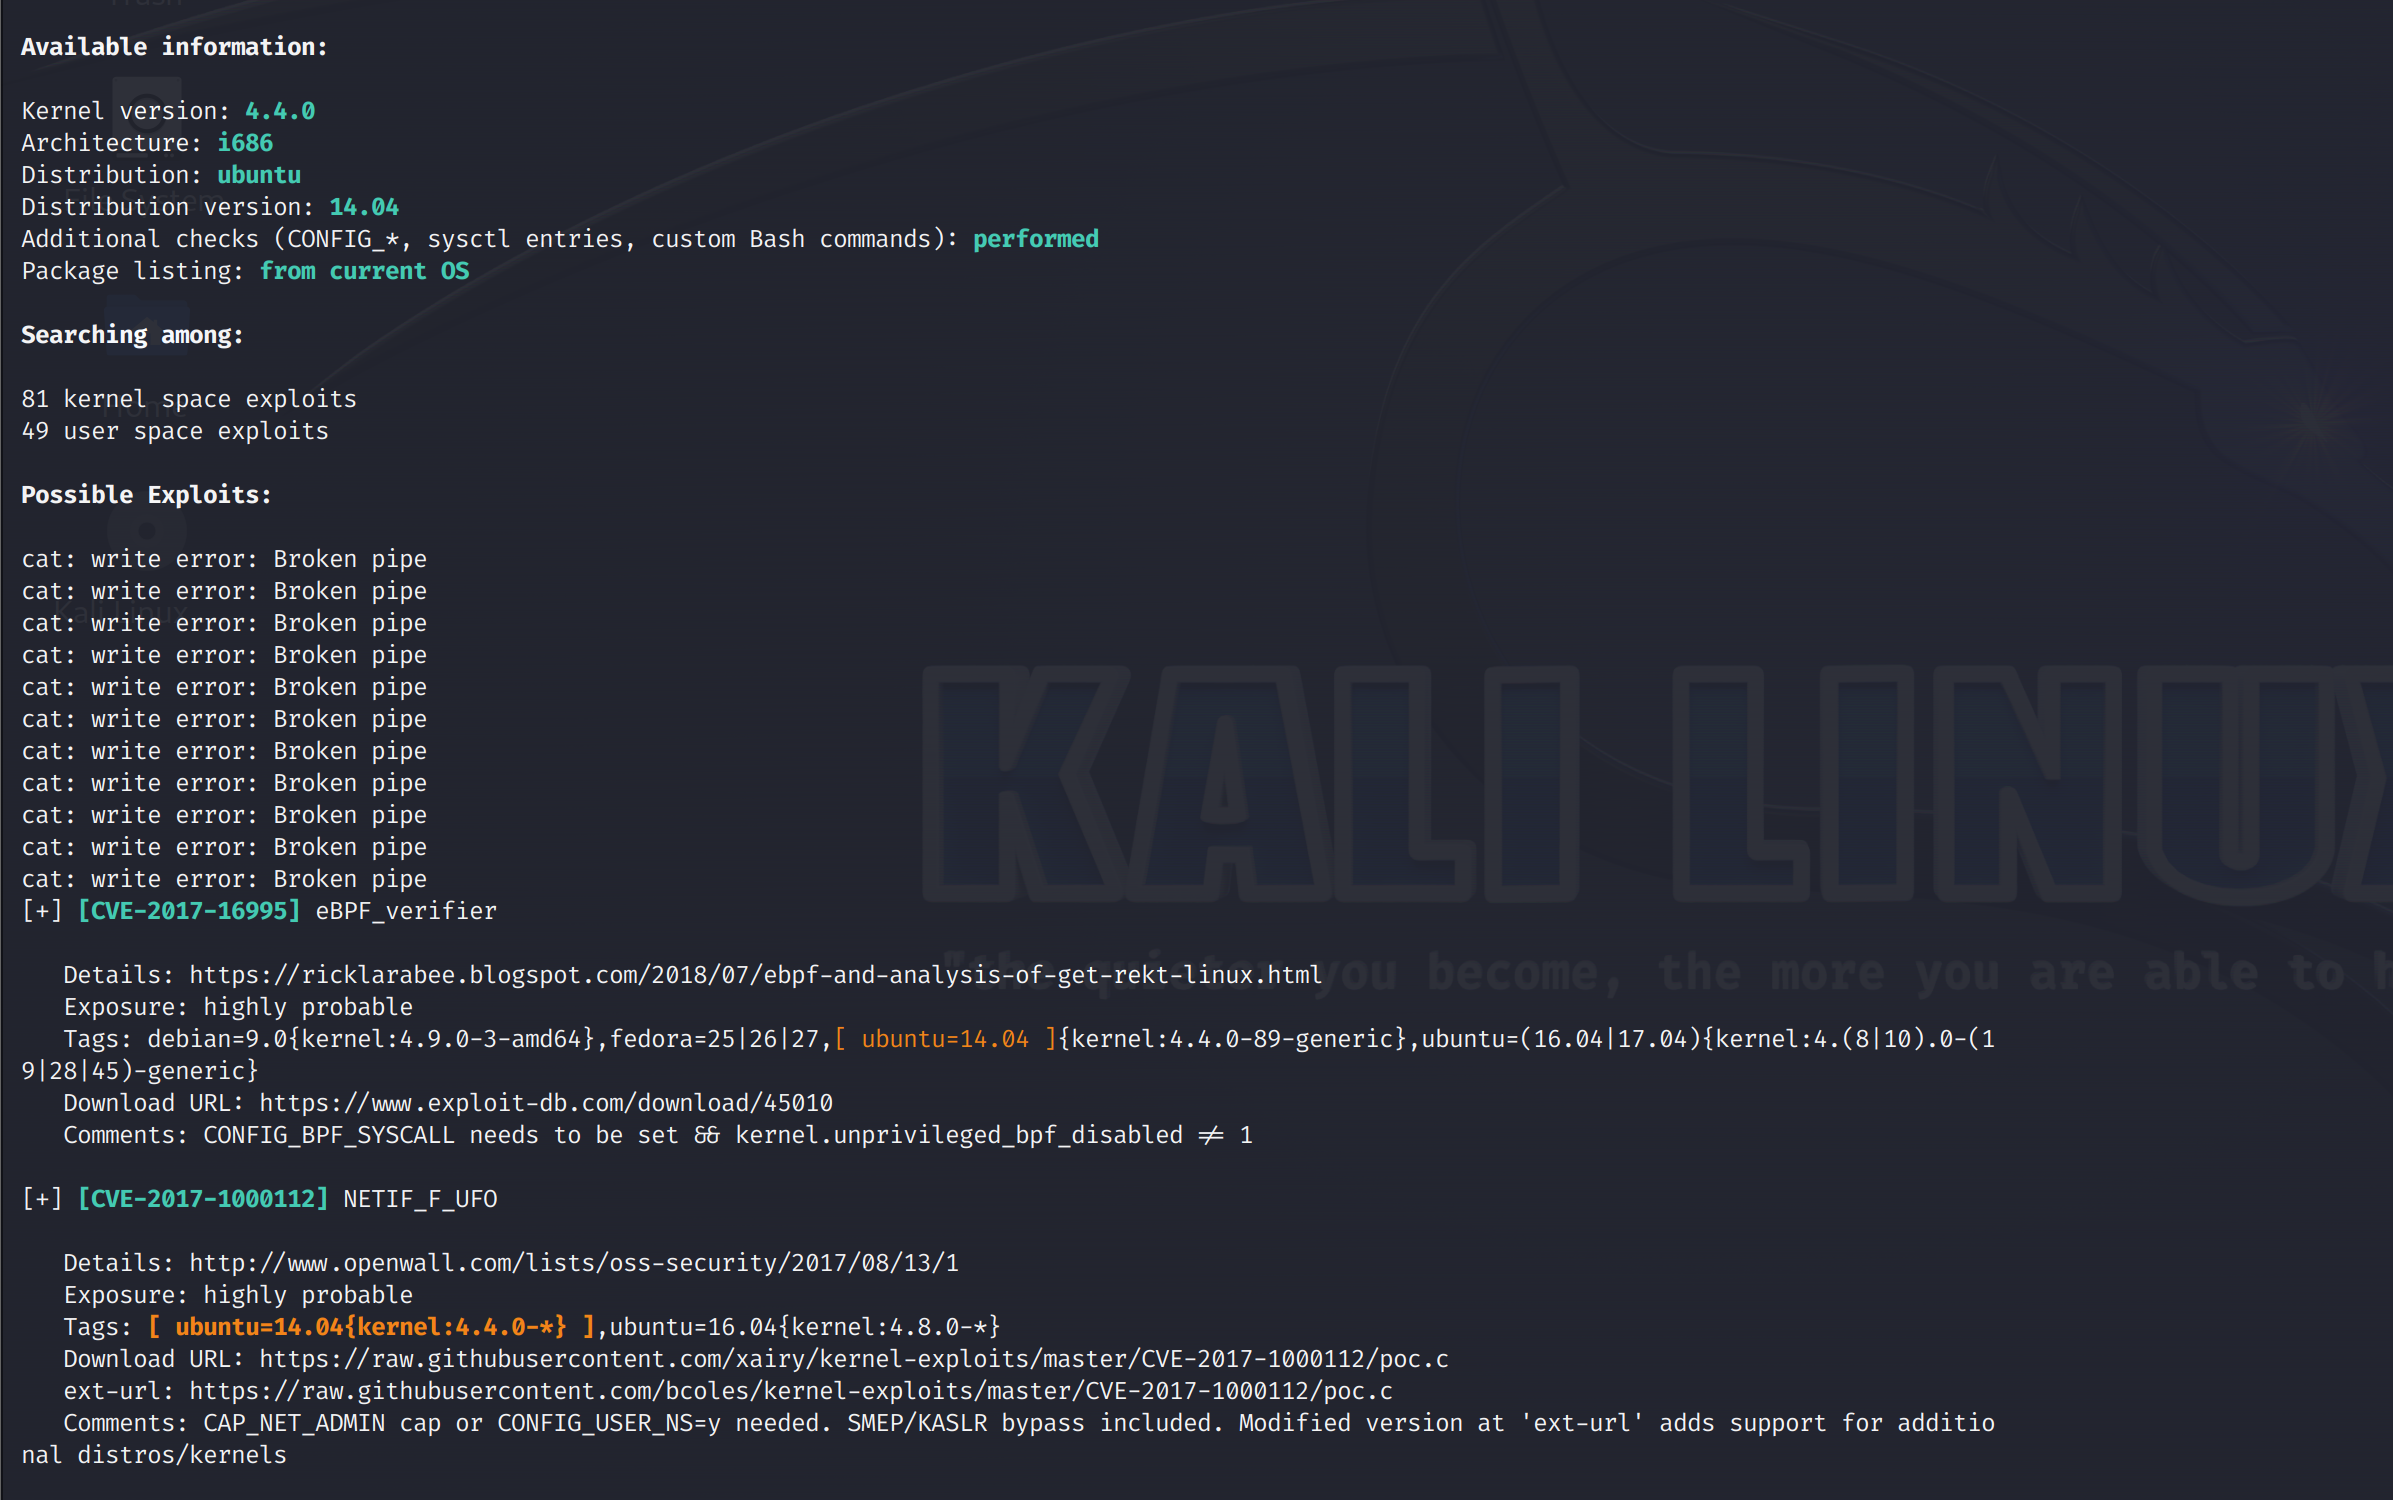 Trash
Available information:
Kernel version: 4.4.0
Architecture: i686
Distribution: ubuntu
File System
Distribution version: 14.04
Additional checks (CONFIG_*, sysctl entries, custom Bash commands): performed
Package listing: from current OS
Searching among:
81 kernel space exploits
Home
49 user space exploits
Possible Exploits:
cat: write error: Broken pipe
cat: write error: Broken pipe
Kali Linux
cat: write error: Broken pipe
cat: write error: Broken pipe
cat: write error: Broken pipe
cat: write error: Broken pipe
cat: write error: Broken pipe
cat: write error: Broken pipe
cat: write error: Broken pipe
cat: write error: Broken pipe
cat: write error: Broken pipe
KALI LINUX
[+] [CVE-2017-16995] eBPF_verifier
"the quieter you become, the more you are able to
Details: https://ricklarabee.blogspot.com/2018/07/ebpf-and-analysis-of-get-rekt-linux.html
Exposure: highly probable
Tags: debian=9.0{kernel:4.9.0-3-amd64},fedora=25|26|27,[ ubuntu=14.04 ]{kernel:4.4.0-89-generic},ubuntu=(16.04|17.04){kernel:4.(8|10).0-(1
9|28|45)-generic}
Download URL: https://www.exploit-db.com/download/45010
Comments: CONFIG_BPF_SYSCALL needs to be set && kernel.unprivileged_bpf_disabled ≠ 1
[+] [CVE-2017-1000112] NETIF_F_UFO
Details: http://www.openwall.com/lists/oss-security/2017/08/13/1
Exposure: highly probable
Tags: [ ubuntu=14.04{kernel:4.4.0-*} ],ubuntu=16.04{kernel:4.8.0-*}
Download URL: https://raw.githubusercontent.com/xairy/kernel-exploits/master/CVE-2017-1000112/poc.c
ext-url: https://raw.githubusercontent.com/bcoles/kernel-exploits/master/CVE-2017-1000112/poc.c
Comments: CAP_NET_ADMIN cap or CONFIG_USER_NS=y needed. SMEP/KASLR bypass included. Modified version at 'ext-url' adds support for additio
nal distros/kernels